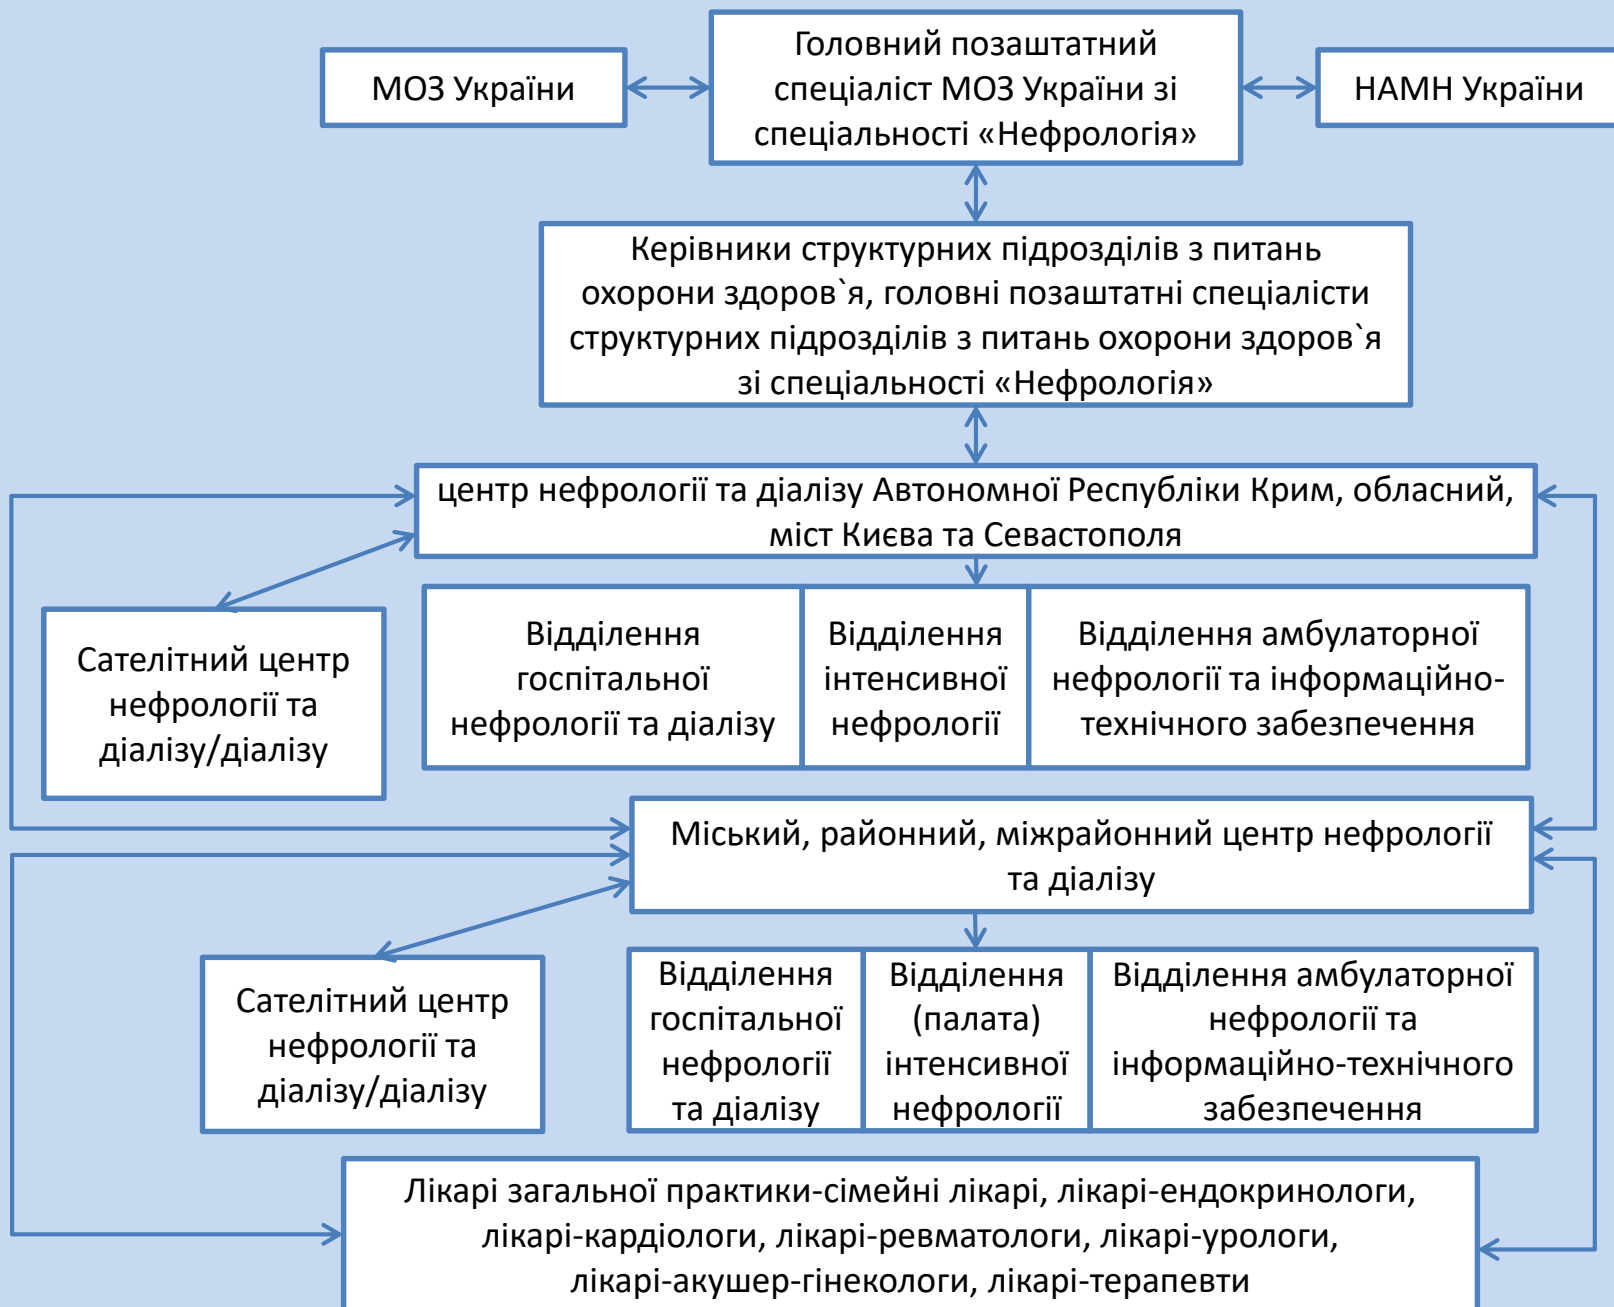 МОЗ України
Головний позаштатний
спеціаліст МОЗ України зі
спеціальності «Нефрологія»
НАМН України
Керівники структурних підрозділів з питань
охорони здоров`я, головні позаштатні спеціалісти
структурних підрозділів з питань охорони здоров`я
зі спеціальності «Нефрологія»
центр нефрології та діалізу Автономної Республіки Крим, обласний,
міст Києва та Севастополя
Сателітний центр
нефрології та
діалізу/діалізу
Відділення
госпітальної
нефрології та діалізу
Відділення
інтенсивної
нефрології
Відділення амбулаторної
нефрології та інформаційно-
технічного забезпечення
Міський, районний, міжрайонний центр нефрології
та діалізу
Сателітний центр
нефрології та
діалізу/діалізу
Відділення
госпітальної
нефрології
та діалізу
Відділення
(палата)
інтенсивної
нефрології
Відділення амбулаторної
нефрології та
інформаційно-технічного
забезпечення
Лікарі загальної практики-сімейні лікарі, лікарі-ендокринологи,
лікарі-кардіологи, лікарі-ревматологи, лікарі-урологи,
лікарі-акушер-гінекологи, лікарі-терапевти